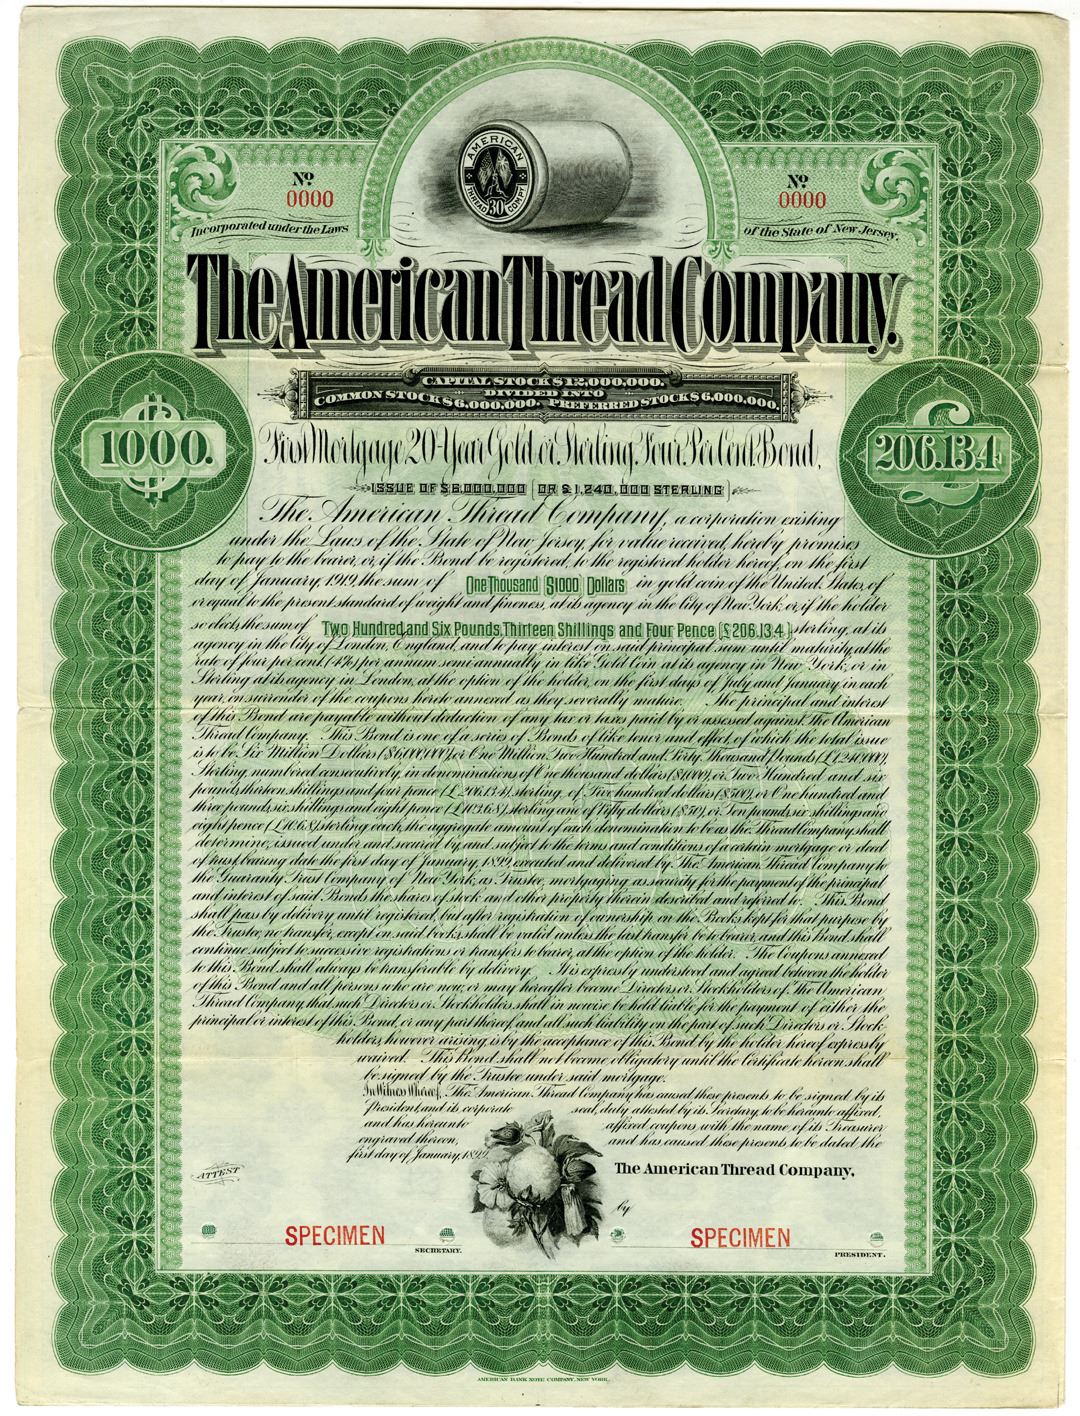 AMERICAN
THREAD COMPY
30
No 0000
No 0000
Incorporated under the Laws
of the State of New Jersey.
The American Thread Company.
CAPITAL STOCK $12,000,000.
DIVIDED INTO
COMMON STOCK $6,000,000. PREFERRED STOCK $6,000,000.
$
1000.
£
206.13.4
First Mortgage 20-Year Gold or Sterling Four Per Cent. Bond,
ISSUE OF $6,000,000 (OR £1,240,000 STERLING)
The American Thread Company, a corporation existing
under the Laws of the State of New Jersey, for value received, hereby promises
to pay to the bearer, or, if the Bond be registered, to the registered holder hereof, on the first
day of January, 1919, the sum of One Thousand ($1000) Dollars in gold coin of the United States, of
or equal to the present standard of weight and fineness, at its agency in the City of New York, or, if the holder
so elects, the sum of Two Hundred and Six Pounds, Thirteen Shillings and Four Pence (£206.13.4) sterling, at its
agency in the City of London, England, and to pay interest on said principal sum until maturity, at the
rate of four per cent. (4%) per annum semi-annually in like Gold Coin at its agency in New York, or in
Sterling at its agency in London, at the option of the holder, on the first days of July and January in each
year, on surrender of the coupons hereto annexed as they severally mature. The principal and interest
of this Bond are payable without deduction of any tax or taxes paid by or assessed against The American
Thread Company. This Bond is one of a series of Bonds of like tenor and effect, of which the total issue
is to be Six Million Dollars ($6,000,000), or One Million, Two Hundred and Forty Thousand Pounds (£1,240,000),
Sterling, numbered consecutively, in denominations of One thousand dollars ($1000), or Two Hundred and six
pounds, thirteen shillings and four pence (£206.13.4) sterling, of Five hundred dollars ($500), or One hundred and
three pounds, six shillings and eight pence (£103.6.8) sterling and of Fifty dollars ($50), or Ten pounds, six shillings and
eight pence (£10.6.8) sterling each, the aggregate amount of each denomination to be as the Thread Company shall
determine, issued under and secured by, and subject to the terms and conditions of a certain mortgage or deed
of trust, bearing date the first day of January, 1899, executed and delivered by The American Thread Company to
the Guaranty Trust Company of New York, as Trustee, mortgaging as security for the payment of the principal
and interest of said Bonds the shares of stock and other property therein described and referred to. This Bond
shall pass by delivery until registered, but after registration of ownership on the Books kept for that purpose by
the Trustee, no transfer, except on said books, shall be valid unless the last transfer be to bearer, and this Bond shall
continue subject to successive registrations or transfers to bearer, at the option of the holder. The Coupons annexed
to this Bond shall always be transferable by delivery. It is expressly understood and agreed between the holder
of this Bond and all persons who are now, or may hereafter become Directors or Stockholders of The American
Thread Company, that such Directors or Stockholders shall in nowise be held liable for the payment of either the
principal or interest of this Bond, or any part thereof, and all such liability on the part of such Directors or Stock-
holders, however arising is by the acceptance of this Bond by the holder hereof expressly
waived. This Bond shall not become obligatory until the Certificate hereon shall
be signed by the Trustee under said mortgage.
In Witness Whereof, The American Thread Company has caused these presents to be signed by its
President, and its corporate seal, duly attested by its Secretary, to be hereunto affixed,
and has hereunto affixed coupons with the name of its Treasurer
engraved thereon, and has caused these presents to be dated the
first day of January, 1899.
ATTEST
The American Thread Company,
by
SPECIMEN
SECRETARY.
SPECIMEN
PRESIDENT.
AMERICAN BANK NOTE COMPANY, NEW YORK.